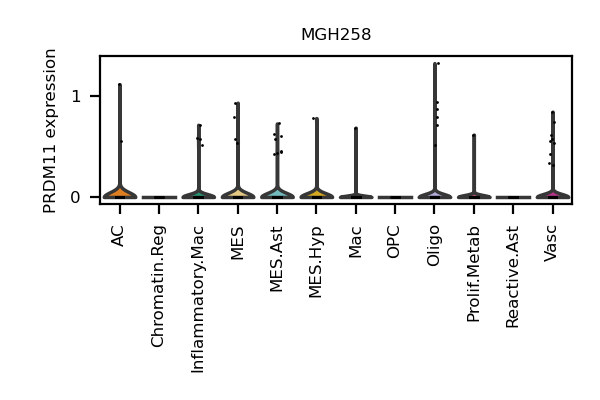 MGH258
PRDM11 expression
1
0
AC
Chromatin.Reg
Inflammatory.Mac
MES
MES.Ast
MES.Hyp
Mac
OPC
Oligo
Prolif.Metab
Reactive.Ast
Vasc